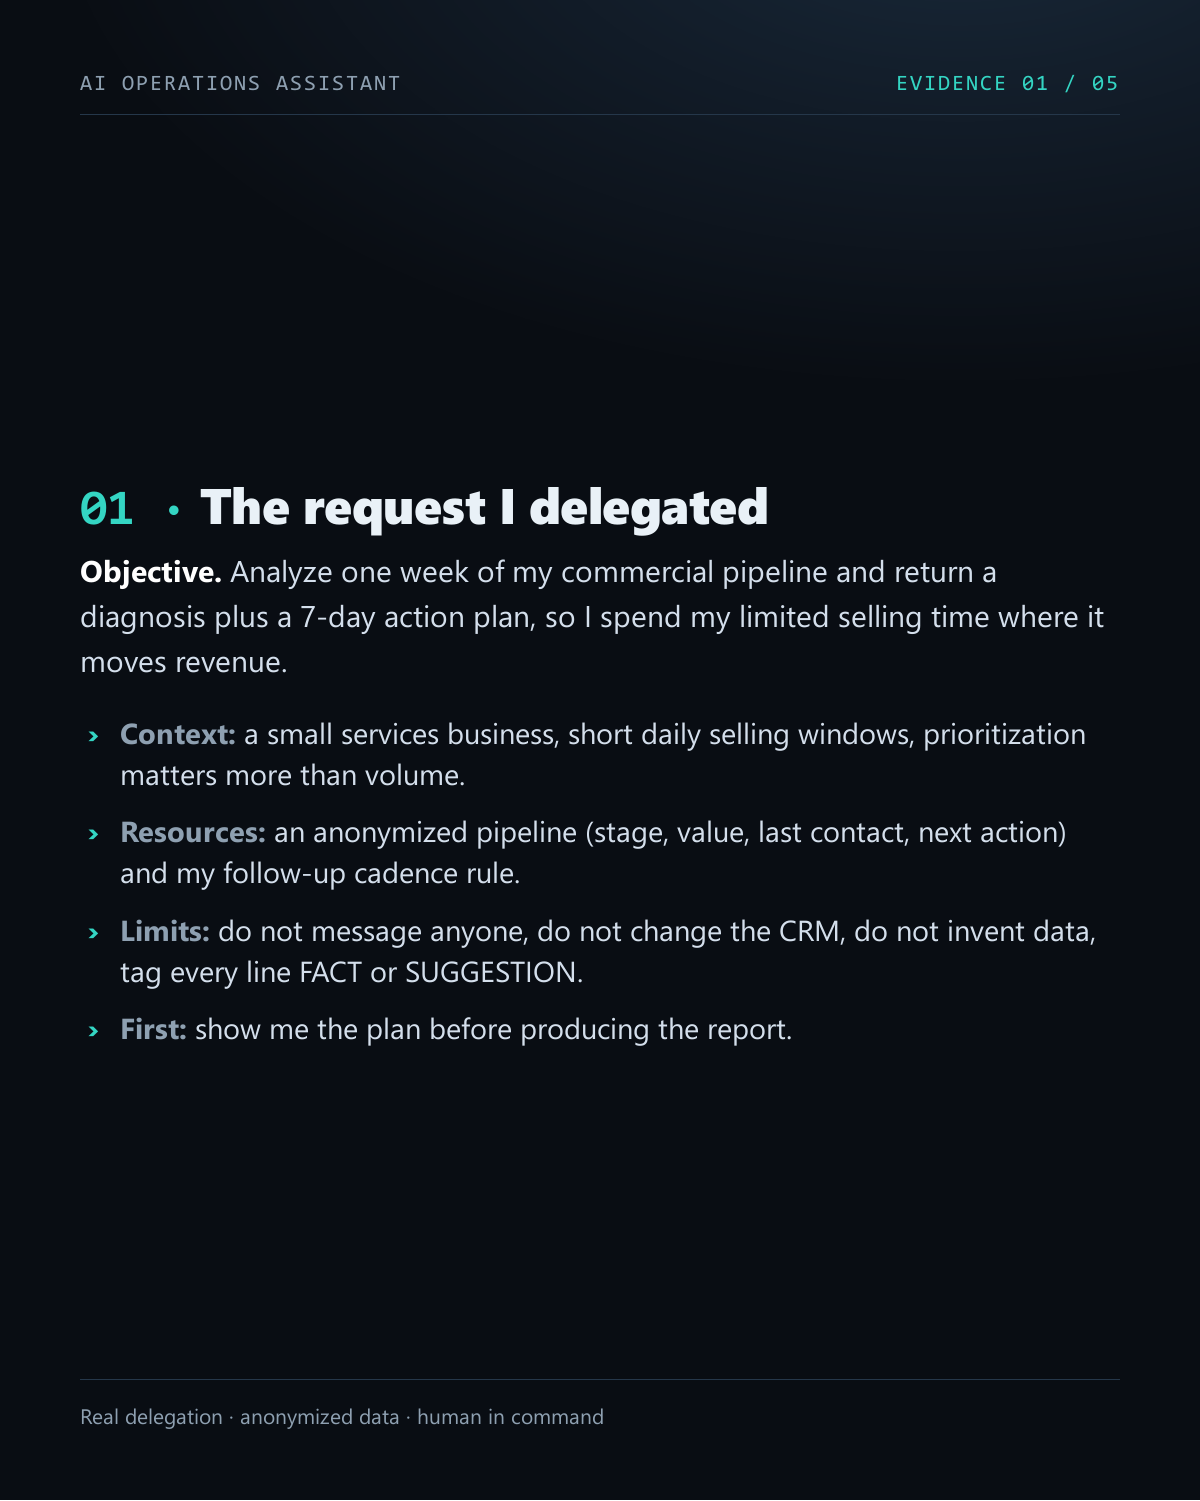 AI OPERATIONS ASSISTANT
EVIDENCE 01 / 05
01 · The request I delegated
Objective. Analyze one week of my commercial pipeline and return a
diagnosis plus a 7-day action plan, so I spend my limited selling time where it
moves revenue.
› Context: a small services business, short daily selling windows, prioritization
matters more than volume.
› Resources: an anonymized pipeline (stage, value, last contact, next action)
and my follow-up cadence rule.
› Limits: do not message anyone, do not change the CRM, do not invent data,
tag every line FACT or SUGGESTION.
› First: show me the plan before producing the report.
Real delegation · anonymized data · human in command